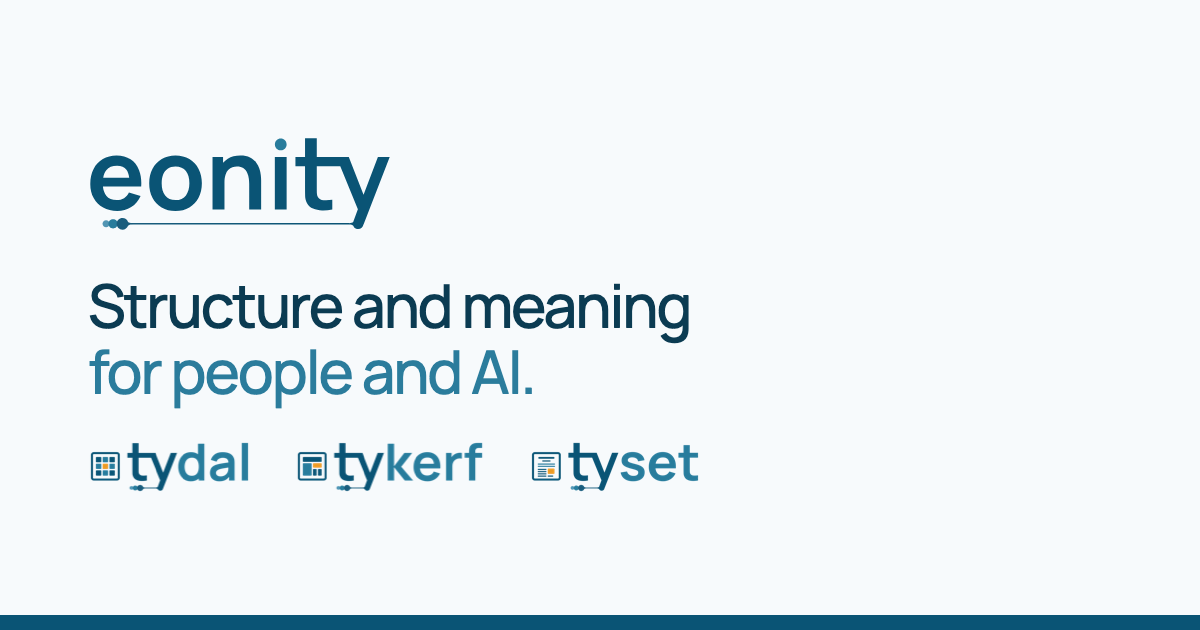 eonity
Structure and meaning
for people and AI.
tydal tykerf tyset